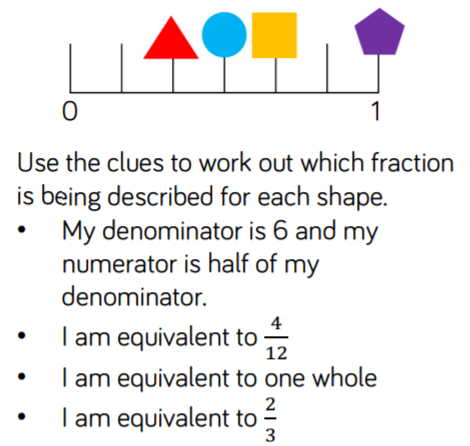 0 1
Use the clues to work out which fraction
is being described for each shape.
• My denominator is 6 and my
numerator is half of my
denominator.
• I am equivalent to 4/12
• I am equivalent to one whole
• I am equivalent to 2/3